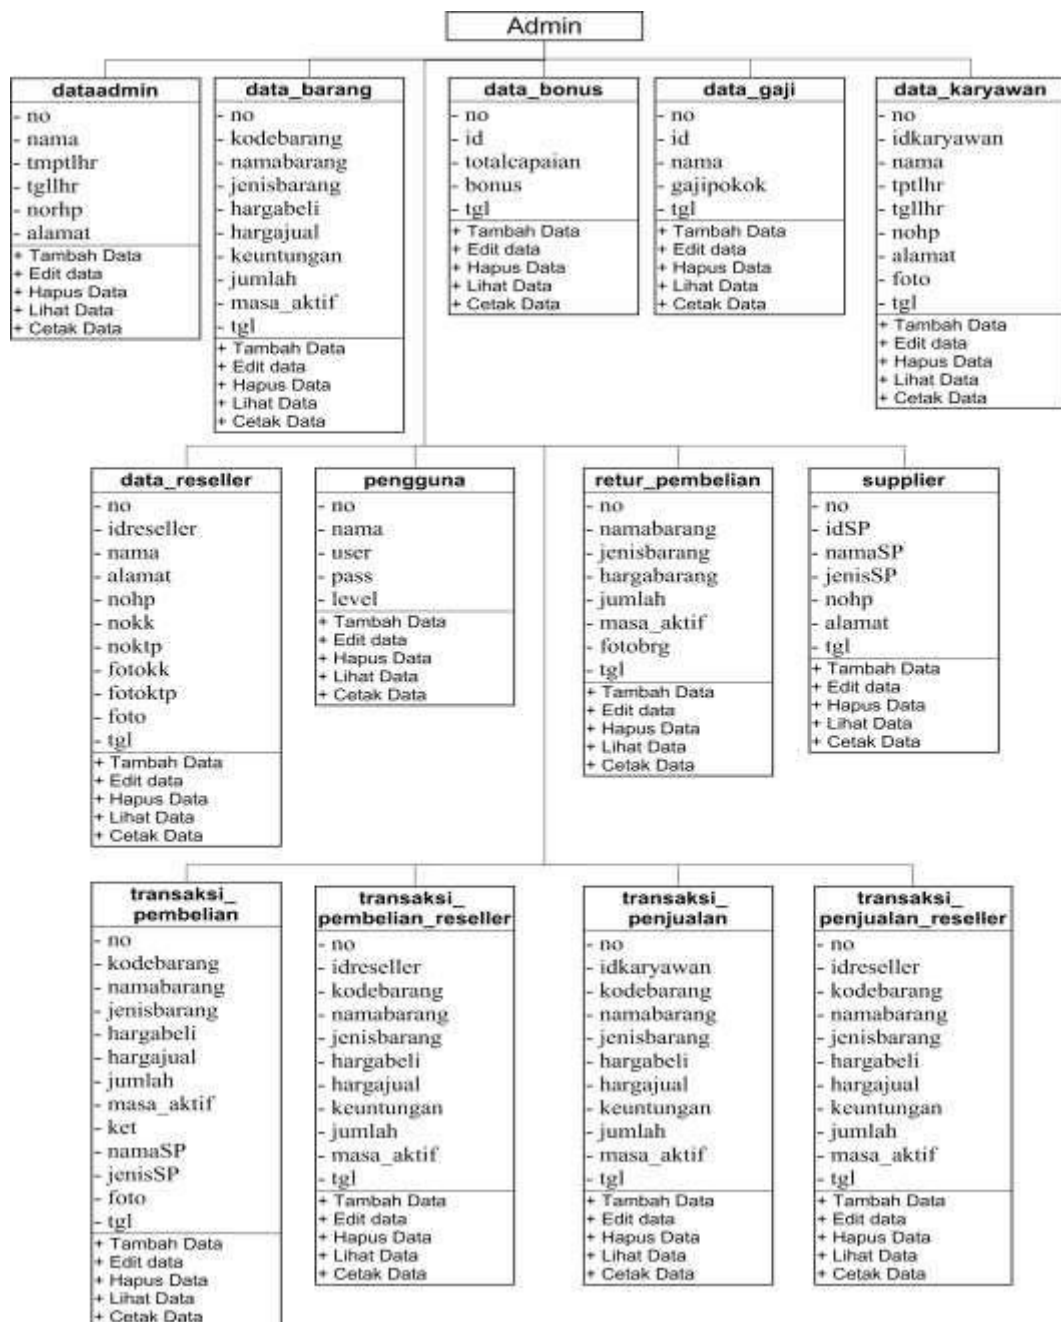 Admin
dataadmin
- no
- nama
- tmptlhr
- tgllhr
- norhp
- alamat
+ Tambah Data
+ Edit data
+ Hapus Data
+ Lihat Data
+ Cetak Data
data_barang
- no
- kodebarang
- namabarang
- jenisbarang
- hargabeli
- hargajual
- keuntungan
- jumlah
- masa_aktif
- tgl
+ Tambah Data
+ Edit data
+ Hapus Data
+ Lihat Data
+ Cetak Data
data_bonus
- no
- id
- totalcapaian
- bonus
- tgl
+ Tambah Data
+ Edit data
+ Hapus Data
+ Lihat Data
+ Cetak Data
data_gaji
- no
- id
- nama
- gajipokok
- tgl
+ Tambah Data
+ Edit data
+ Hapus Data
+ Lihat Data
+ Cetak Data
data_karyawan
- no
- idkaryawan
- nama
- tptlhr
- tgllhr
- nohp
- alamat
- foto
- tgl
+ Tambah Data
+ Edit data
+ Hapus Data
+ Lihat Data
+ Cetak Data
data_reseller
- no
- idreseller
- nama
- alamat
- nohp
- nokk
- noktp
- fotokk
- fotoktp
- foto
- tgl
+ Tambah Data
+ Edit data
+ Hapus Data
+ Lihat Data
+ Cetak Data
pengguna
- no
- nama
- user
- pass
- level
+ Tambah Data
+ Edit data
+ Hapus Data
+ Lihat Data
+ Cetak Data
retur_pembelian
- no
- namabarang
- jenisbarang
- hargabarang
- jumlah
- masa_aktif
- fotobrg
- tgl
+ Tambah Data
+ Edit data
+ Hapus Data
+ Lihat Data
+ Cetak Data
supplier
- no
- idSP
- namaSP
- jenisSP
- nohp
- alamat
- tgl
+ Tambah Data
+ Edit data
+ Hapus Data
+ Lihat Data
+ Cetak Data
transaksi_
pembelian
- no
- kodebarang
- namabarang
- jenisbarang
- hargabeli
- hargajual
- jumlah
- masa_aktif
- ket
- namaSP
- jenisSP
- foto
- tgl
+ Tambah Data
+ Edit data
+ Hapus Data
+ Lihat Data
+ Cetak Data
transaksi_
pembelian_reseller
- no
- idreseller
- kodebarang
- namabarang
- jenisbarang
- hargabeli
- hargajual
- keuntungan
- jumlah
- masa_aktif
- tgl
+ Tambah Data
+ Edit data
+ Hapus Data
+ Lihat Data
+ Cetak Data
transaksi_
penjualan
- no
- idkaryawan
- kodebarang
- namabarang
- jenisbarang
- hargabeli
- hargajual
- keuntungan
- jumlah
- masa_aktif
- tgl
+ Tambah Data
+ Edit data
+ Hapus Data
+ Lihat Data
+ Cetak Data
transaksi_
penjualan_reseller
- no
- idreseller
- kodebarang
- namabarang
- jenisbarang
- hargabeli
- hargajual
- keuntungan
- jumlah
- masa_aktif
- tgl
+ Tambah Data
+ Edit data
+ Hapus Data
+ Lihat Data
+ Cetak Data